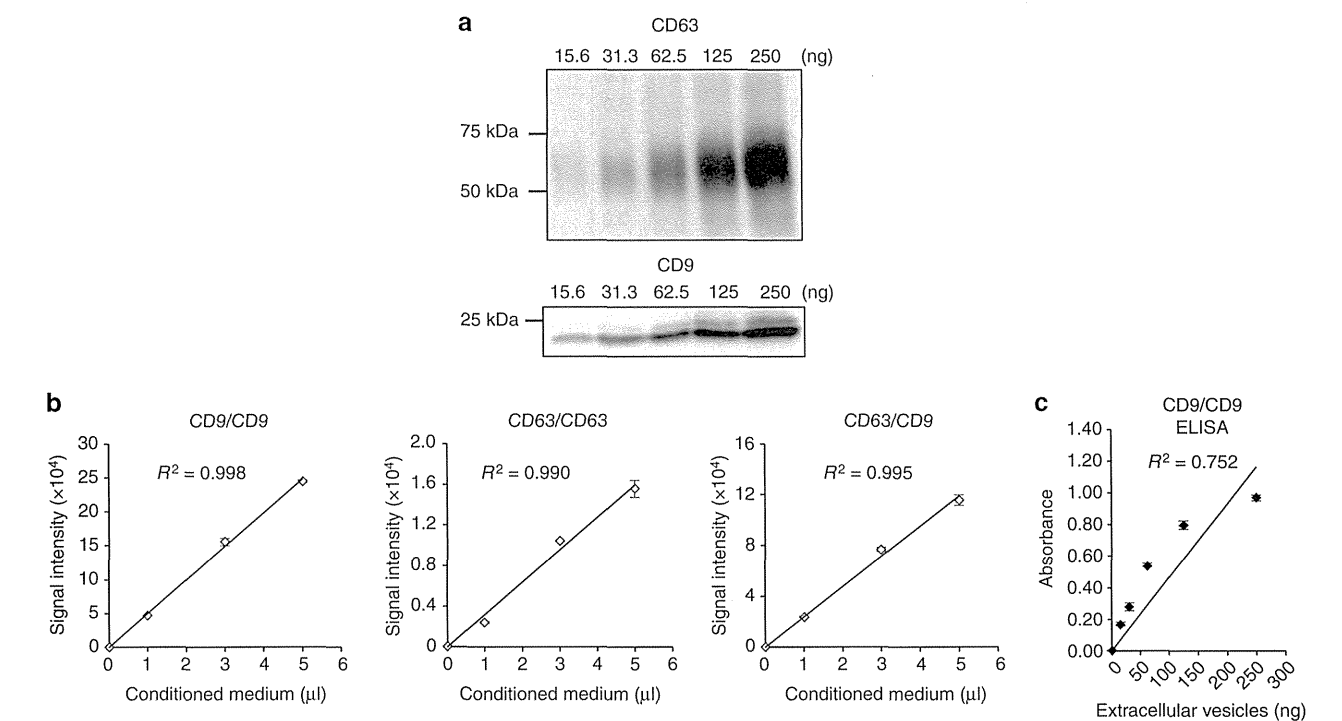 a
CD63
15.6 31.3 62.5 125 250 (ng)
75 kDa
50 kDa
CD9
15.6 31.3 62.5 125 250 (ng)
25 kDa
b
CD9/CD9
R² = 0.998
Signal intensity (×10⁴)
30
25
20
15
10
5
0
0 1 2 3 4 5 6
Conditioned medium (μl)
CD63/CD63
R² = 0.990
Signal intensity (×10⁴)
2.0
1.6
1.2
0.8
0.4
0
0 1 2 3 4 5 6
Conditioned medium (μl)
CD63/CD9
R² = 0.995
Signal intensity (×10⁴)
16
12
8
4
0
0 1 2 3 4 5 6
Conditioned medium (μl)
c
CD9/CD9
ELISA
R² = 0.752
Absorbance
1.40
1.20
1.00
0.80
0.60
0.40
0.20
0.00
0 50 100 150 200 250 300
Extracellular vesicles (ng)